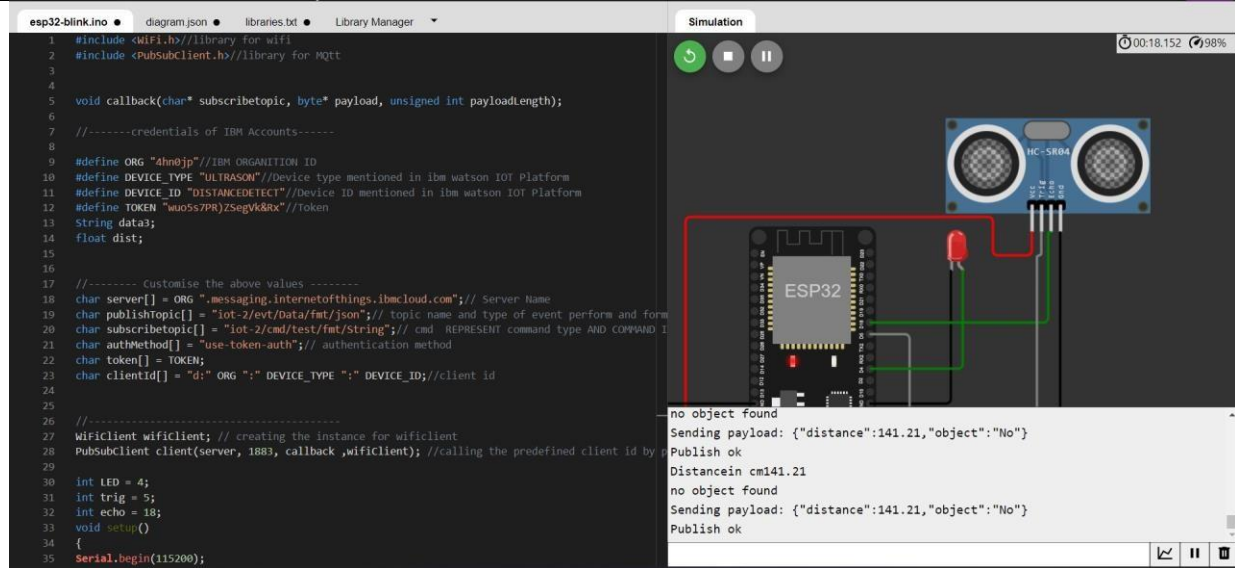 esp32-blink.ino ● diagram.json ● libraries.txt ● Library Manager
1 #include <WiFi.h>//library for wifi
2 #include <PubSubClient.h>//library for MQtt
3
4
5 void callback(char* subscribetopic, byte* payload, unsigned int payloadLength);
6
7 //-------credentials of IBM Accounts------
8
9 #define ORG "4hn0jp"//IBM ORGANITION ID
10 #define DEVICE_TYPE "ULTRASON"//Device type mentioned in ibm watson IOT Platform
11 #define DEVICE_ID "DISTANCEDETECT"//Device ID mentioned in ibm watson IOT Platform
12 #define TOKEN "wuo5s7PR)ZSegVk&Rx"//Token
13 String data3;
14 float dist;
15
16
17 //-------- Customise the above values --------
18 char server[] = ORG ".messaging.internetofthings.ibmcloud.com";// Server Name
19 char publishTopic[] = "iot-2/evt/Data/fmt/json";// topic name and type of event perform and form
20 char subscribetopic[] = "iot-2/cmd/test/fmt/String";// cmd REPRESENT command type AND COMMAND I
21 char authMethod[] = "use-token-auth";// authentication method
22 char token[] = TOKEN;
23 char clientId[] = "d:" ORG ":" DEVICE_TYPE ":" DEVICE_ID;//client id
24
25
26 //-----------------------------------------
27 WiFiClient wifiClient; // creating the instance for wificlient
28 PubSubClient client(server, 1883, callback ,wifiClient); //calling the predefined client id by p
29
30 int LED = 4;
31 int trig = 5;
32 int echo = 18;
33 void setup()
34 {
35 Serial.begin(115200);
Simulation
00:18.152 98%
HC-SR04
Vcc Trig Echo Gnd
ESP32
no object found
Sending payload: {"distance":141.21,"object":"No"}
Publish ok
Distancein cm141.21
no object found
Sending payload: {"distance":141.21,"object":"No"}
Publish ok